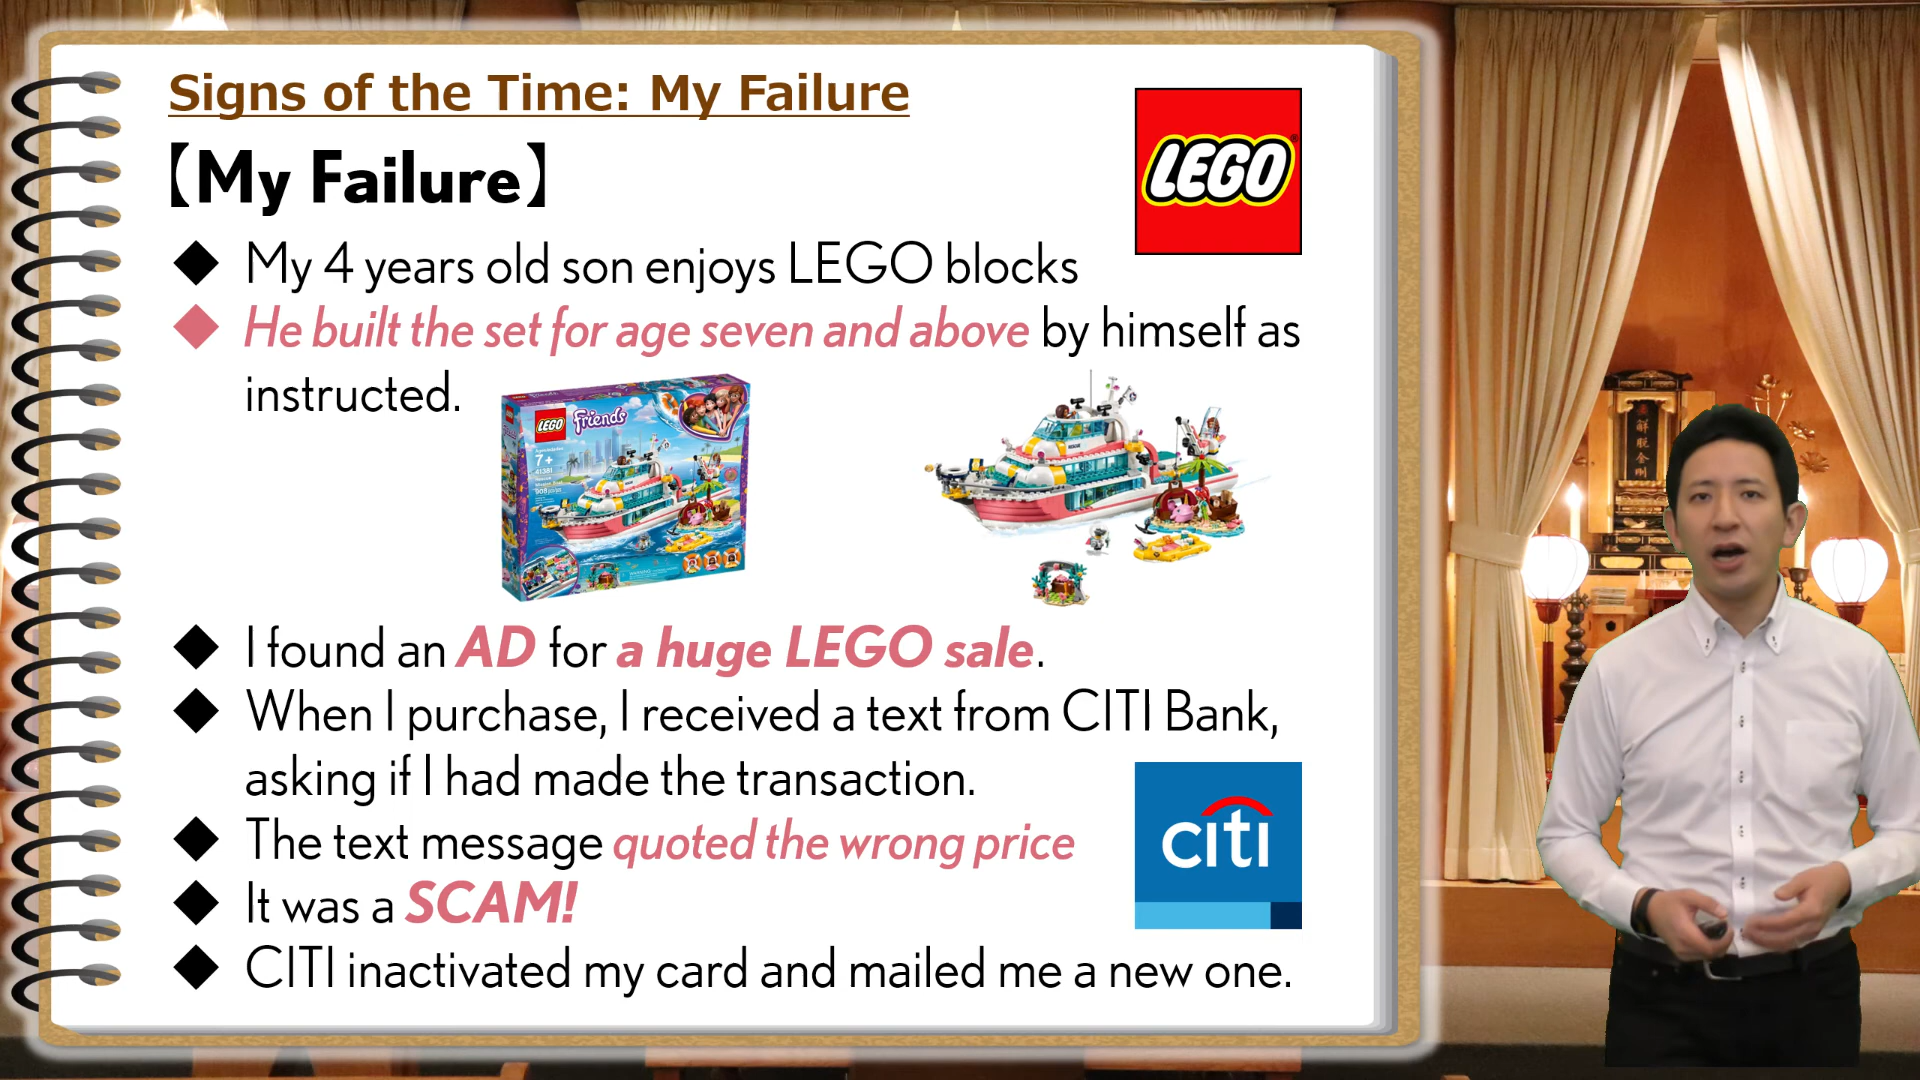 Signs of the Time: My Failure
【My Failure】
LEGO
◆ My 4 years old son enjoys LEGO blocks
◆ He built the set for age seven and above by himself as
instructed.
LEGO Friends
7+
41381
908
◆ I found an AD for a huge LEGO sale.
◆ When I purchase, I received a text from CITI Bank,
asking if I had made the transaction.
◆ The text message quoted the wrong price
citi
◆ It was a SCAM!
◆ CITI inactivated my card and mailed me a new one.